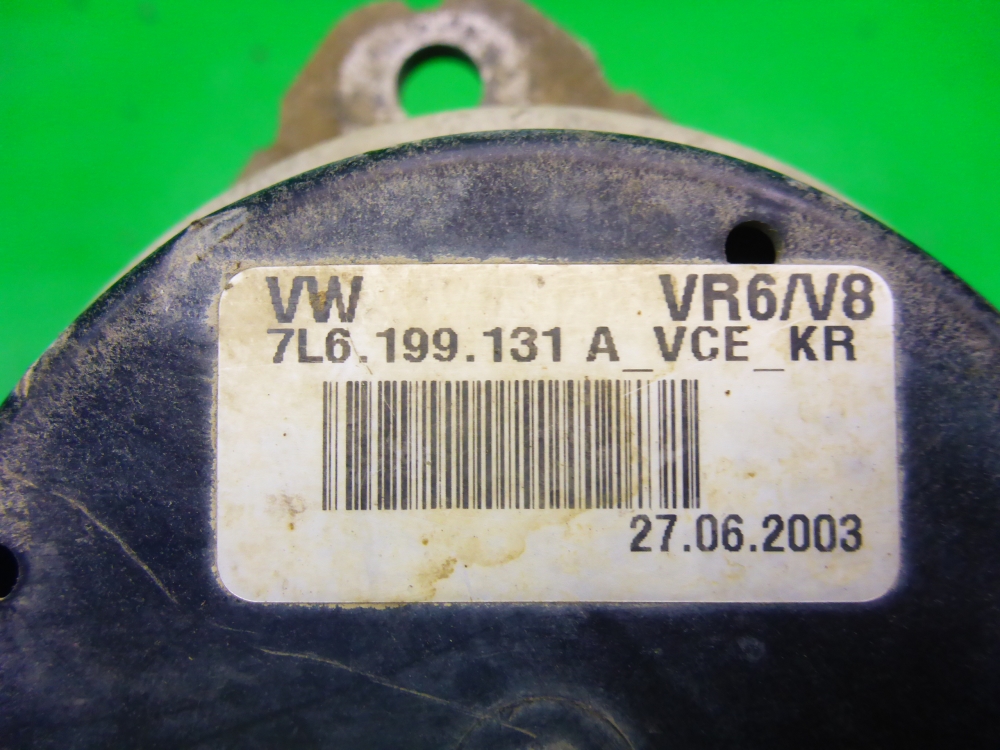 VW VR6/V8
7L6.199.131 A_VCE_KR
27.06.2003